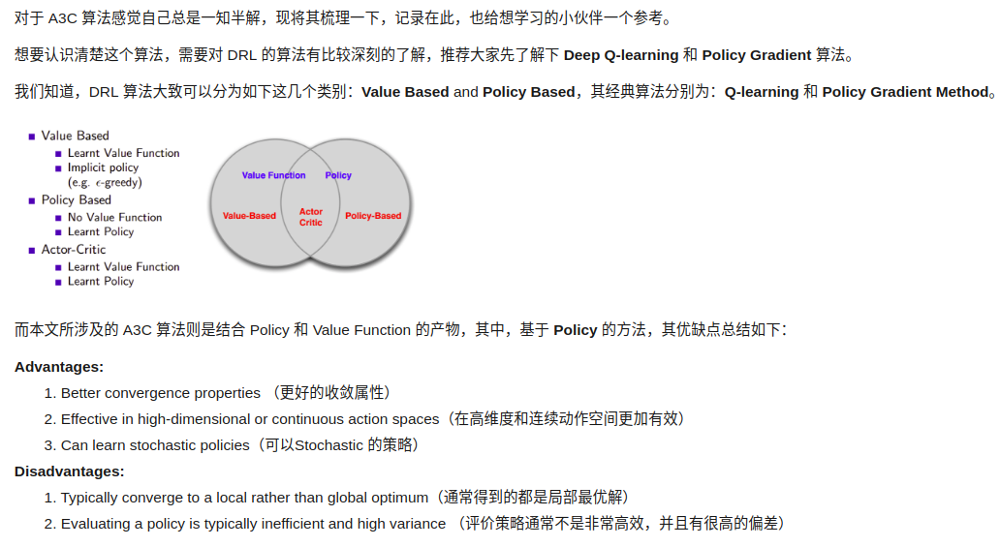 对于 A3C 算法感觉自己总是一知半解，现将其梳理一下，记录在此，也给想学习的小伙伴一个参考。
想要认识清楚这个算法，需要对 DRL 的算法有比较深刻的了解，推荐大家先了解下 Deep Q-learning 和 Policy Gradient 算法。
我们知道，DRL 算法大致可以分为如下这几个类别：Value Based and Policy Based，其经典算法分别为：Q-learning 和 Policy Gradient Method。
Value Based
Learnt Value Function
Implicit policy
(e.g. ϵ-greedy)
Policy Based
No Value Function
Learnt Policy
Actor-Critic
Learnt Value Function
Learnt Policy
Value Function Policy
Value-Based Actor Critic Policy-Based
而本文所涉及的 A3C 算法则是结合 Policy 和 Value Function 的产物，其中，基于 Policy 的方法，其优缺点总结如下：
Advantages:
1. Better convergence properties （更好的收敛属性）
2. Effective in high-dimensional or continuous action spaces（在高维度和连续动作空间更加有效）
3. Can learn stochastic policies（可以Stochastic 的策略）
Disadvantages:
1. Typically converge to a local rather than global optimum（通常得到的都是局部最优解）
2. Evaluating a policy is typically inefficient and high variance （评价策略通常不是非常高效，并且有很高的偏差）